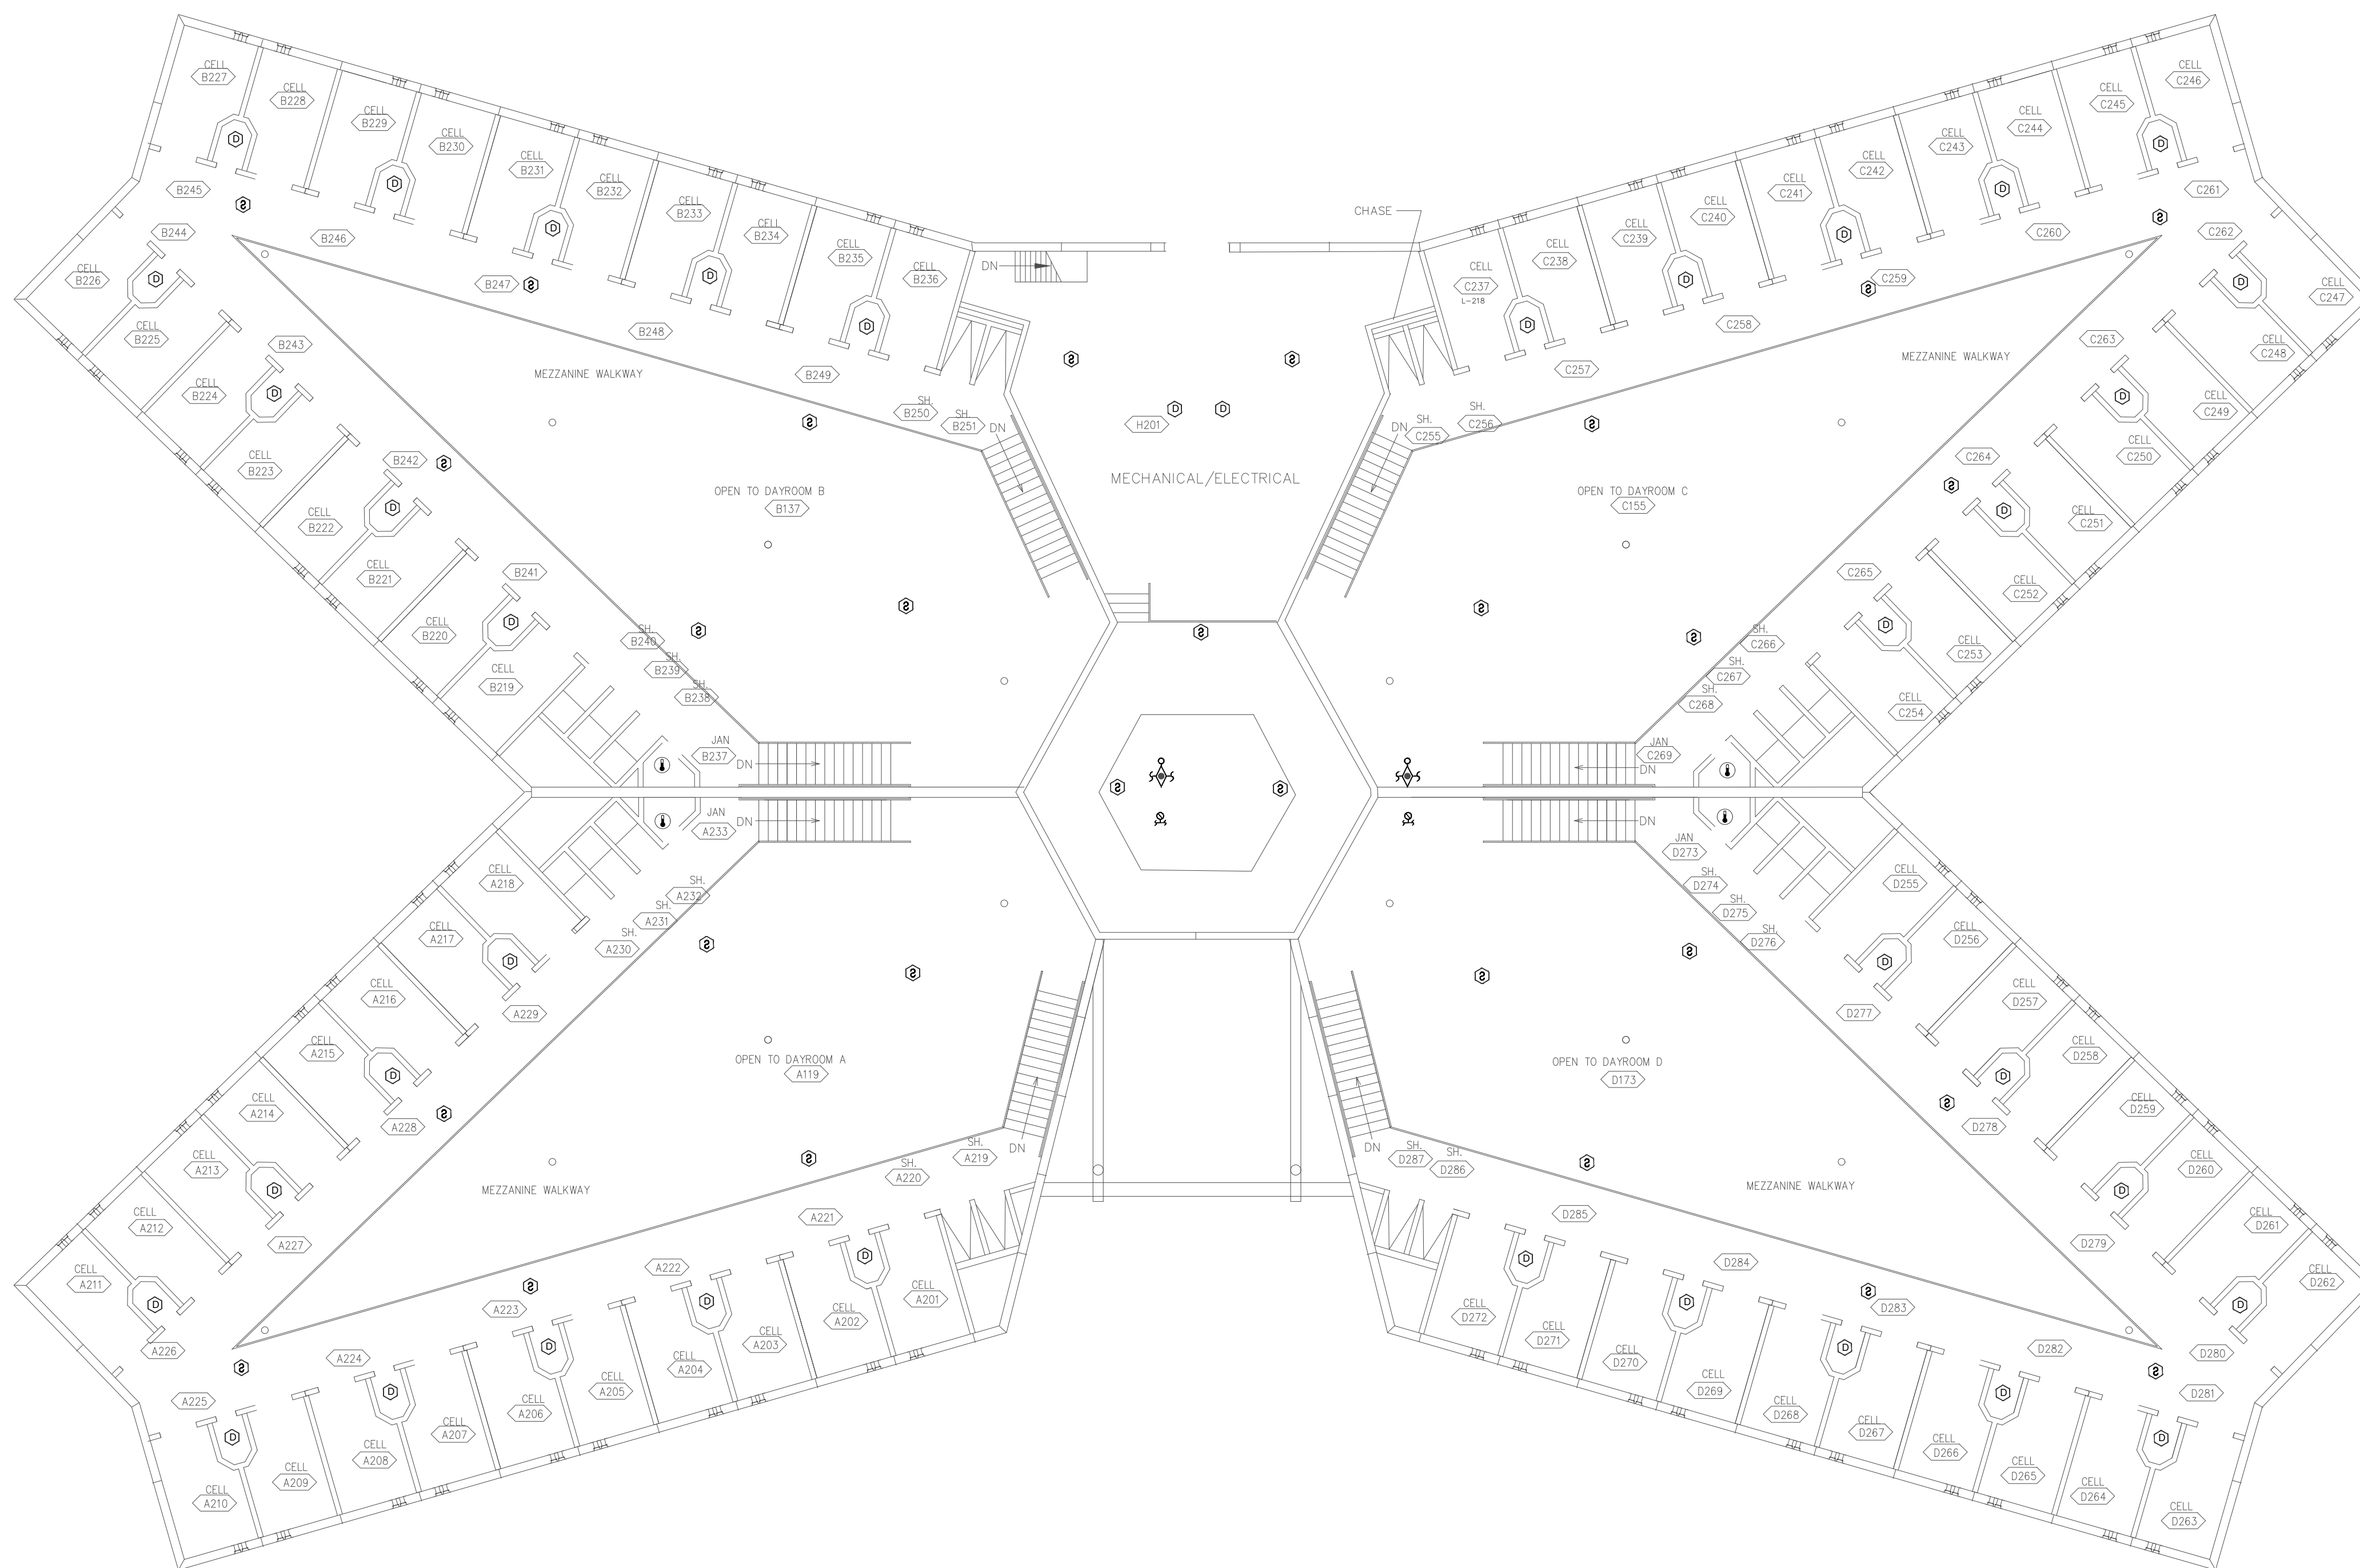 CELL
B227
CELL
B228
CELL
B229
CELL
B230
CELL
B231
CELL
B232
CELL
B233
CELL
B234
CELL
B235
CELL
B236
B245
B244
B246
B247
B248
B249
CELL
B226
CELL
B225
CELL
B224
CELL
B223
CELL
B222
CELL
B221
CELL
B220
CELL
B219
B243
B242
B241
MEZZANINE WALKWAY
SH.
B250
SH.
B251
DN
OPEN TO DAYROOM B
B137
SH.
B240
SH.
B239
SH.
B238
JAN
B237
DN
DN
H201
MECHANICAL/ELECTRICAL
CHASE
CELL
C237
L-218
CELL
C238
CELL
C239
CELL
C240
CELL
C241
CELL
C242
CELL
C243
CELL
C244
CELL
C245
CELL
C246
C261
C262
C260
C259
C258
C257
CELL
C247
CELL
C248
CELL
C249
CELL
C250
CELL
C251
CELL
C252
CELL
C253
CELL
C254
C263
C264
C265
MEZZANINE WALKWAY
SH.
C256
SH.
C255
DN
OPEN TO DAYROOM C
C155
SH.
C266
SH.
C267
SH.
C268
JAN
C269
DN
JAN
A233
DN
CELL
A218
CELL
A217
CELL
A216
CELL
A215
CELL
A214
CELL
A213
CELL
A212
CELL
A211
SH.
A232
SH.
A231
SH.
A230
A229
A228
A227
A226
A225
OPEN TO DAYROOM A
A119
MEZZANINE WALKWAY
DN
SH.
A219
SH.
A220
A221
A222
A223
A224
CELL
A201
CELL
A202
CELL
A203
CELL
A204
CELL
A205
CELL
A206
CELL
A207
CELL
A208
CELL
A209
CELL
A210
DN
JAN
D273
SH.
D274
SH.
D275
SH.
D276
CELL
D255
CELL
D256
CELL
D257
CELL
D258
CELL
D259
CELL
D260
CELL
D261
CELL
D262
D277
D278
D279
D280
D281
OPEN TO DAYROOM D
D173
MEZZANINE WALKWAY
DN
SH.
D287
SH.
D286
D285
D284
D283
D282
CELL
D272
CELL
D271
CELL
D270
CELL
D269
CELL
D268
CELL
D267
CELL
D266
CELL
D265
CELL
D264
CELL
D263